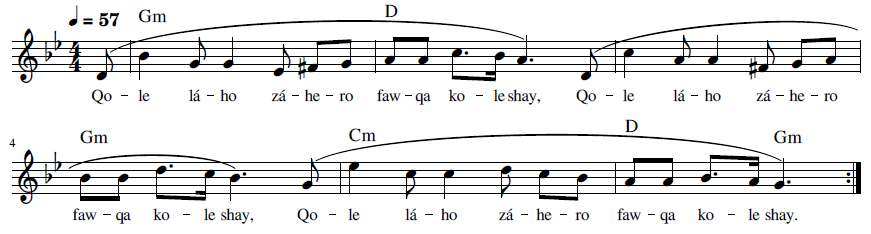 ♩ = 57 Gm D
Qo – le lá – ho zá – he – ro faw – qa ko – le shay, Qo – le lá – ho zá – he – ro
4 Gm Cm D Gm
faw – qa ko – le shay, Qo – le lá – ho zá – he – ro faw – qa ko – le shay.